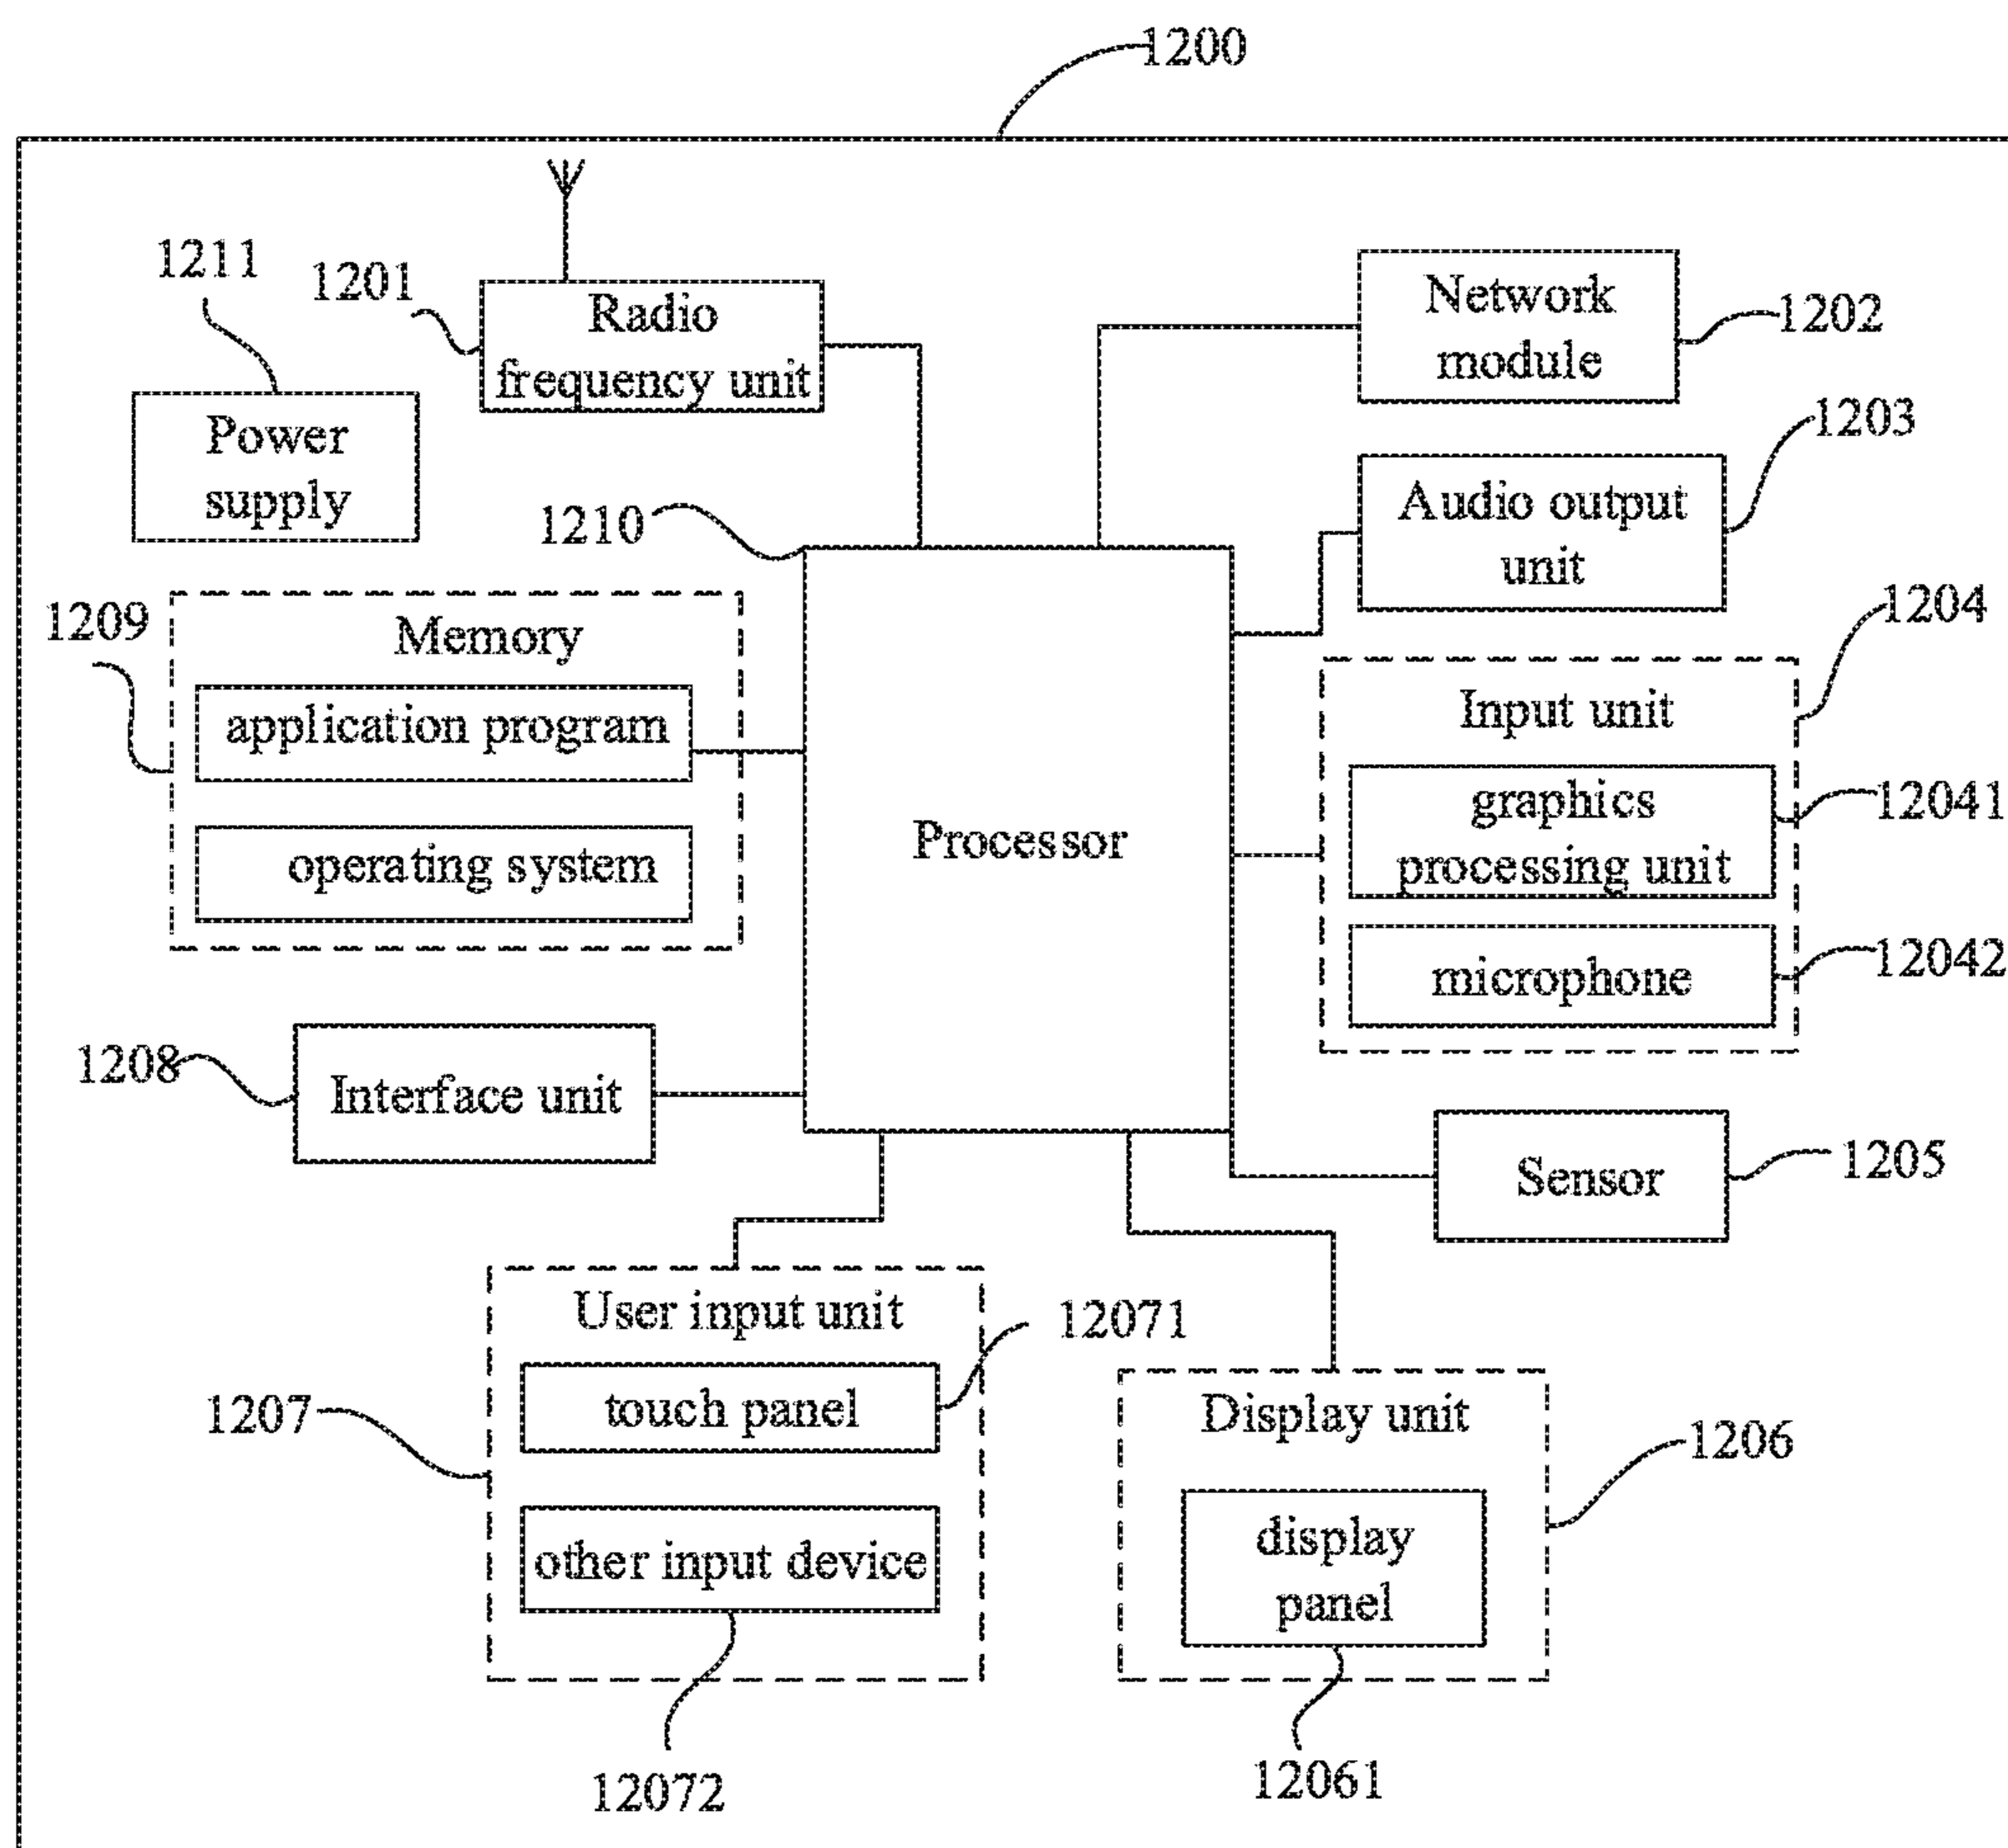 1200
1211
1201
Radio
frequency unit
Network
module
1202
Power
supply
1203
Audio output
unit
1210
1209
Memory
application program
operating system
Processor
1204
Input unit
graphics
processing unit
12041
microphone
12042
1208
Interface unit
Sensor
1205
User input unit
12071
touch panel
1207
other input device
12072
Display unit
1206
display
panel
12061